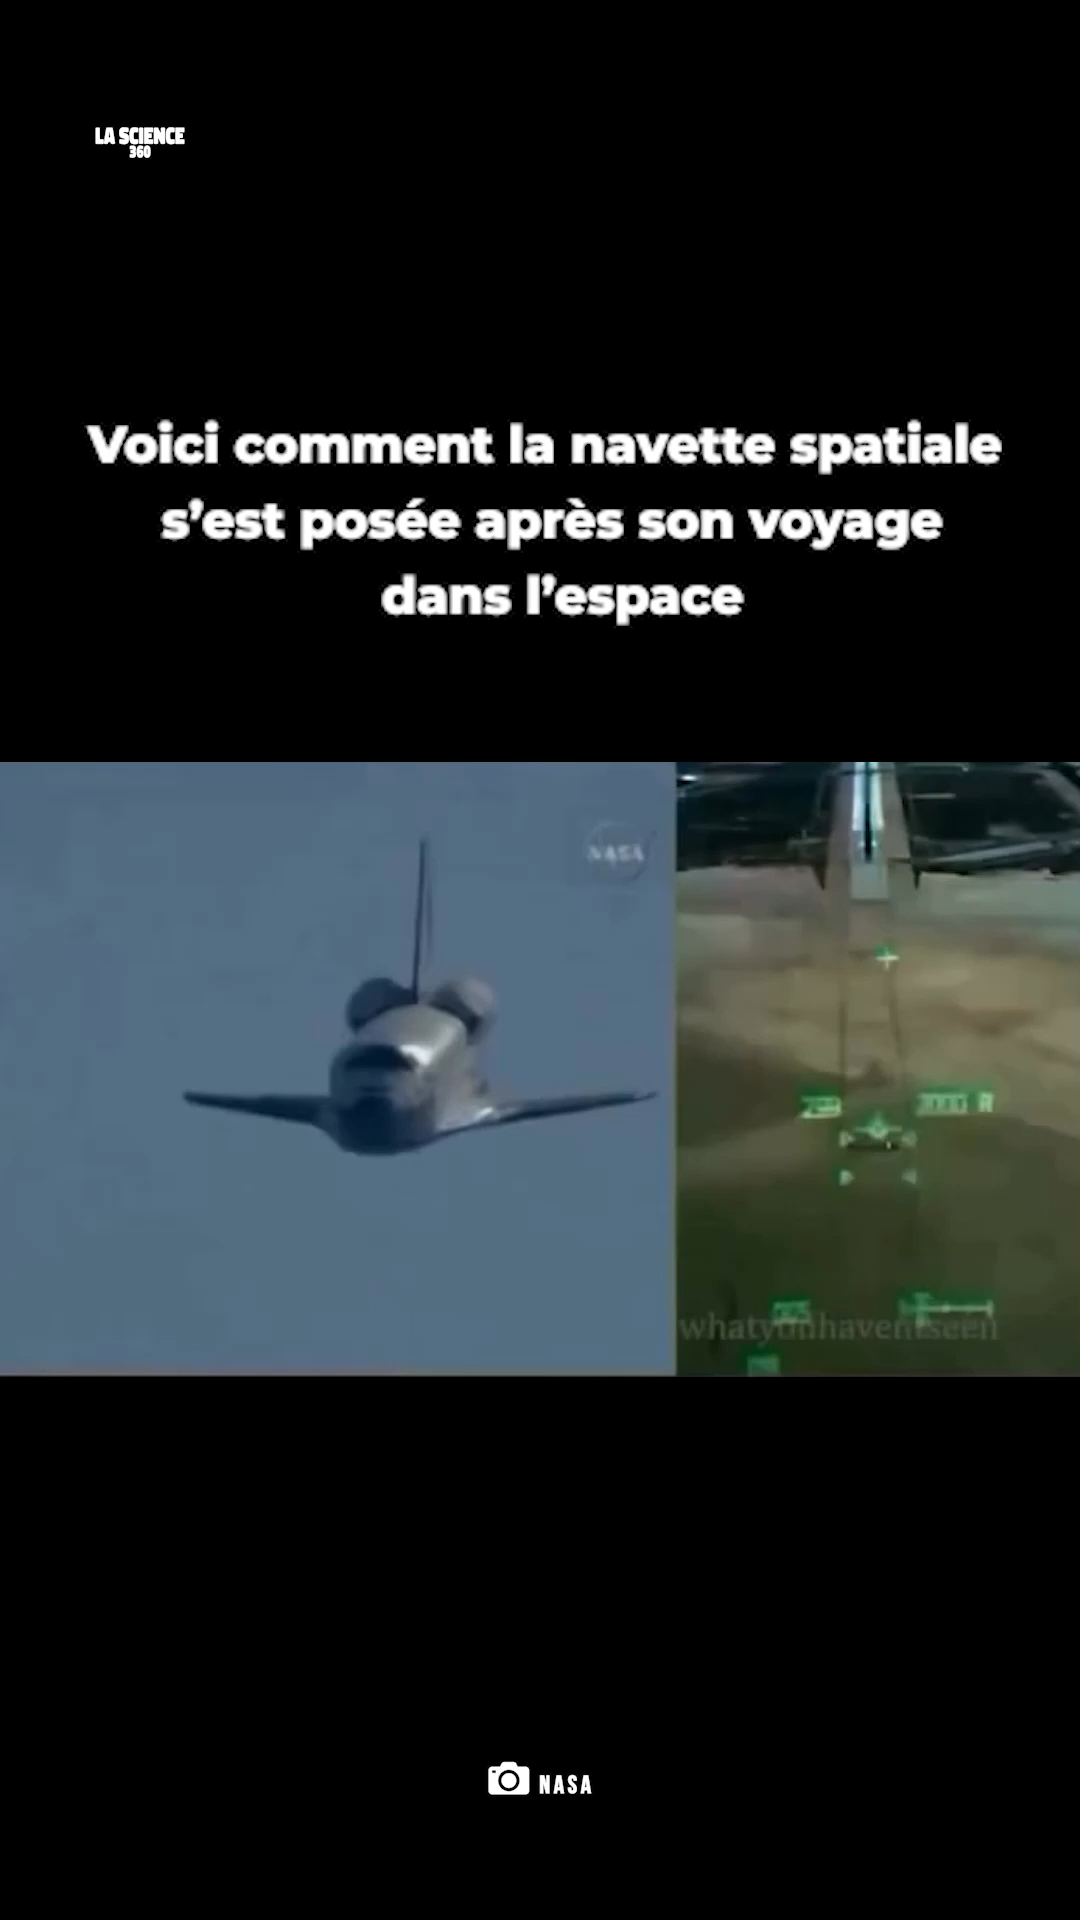 LA SCIENCE
360
Voici comment la navette spatiale
s’est posée après son voyage
dans l’espace
NASA
R
NASA